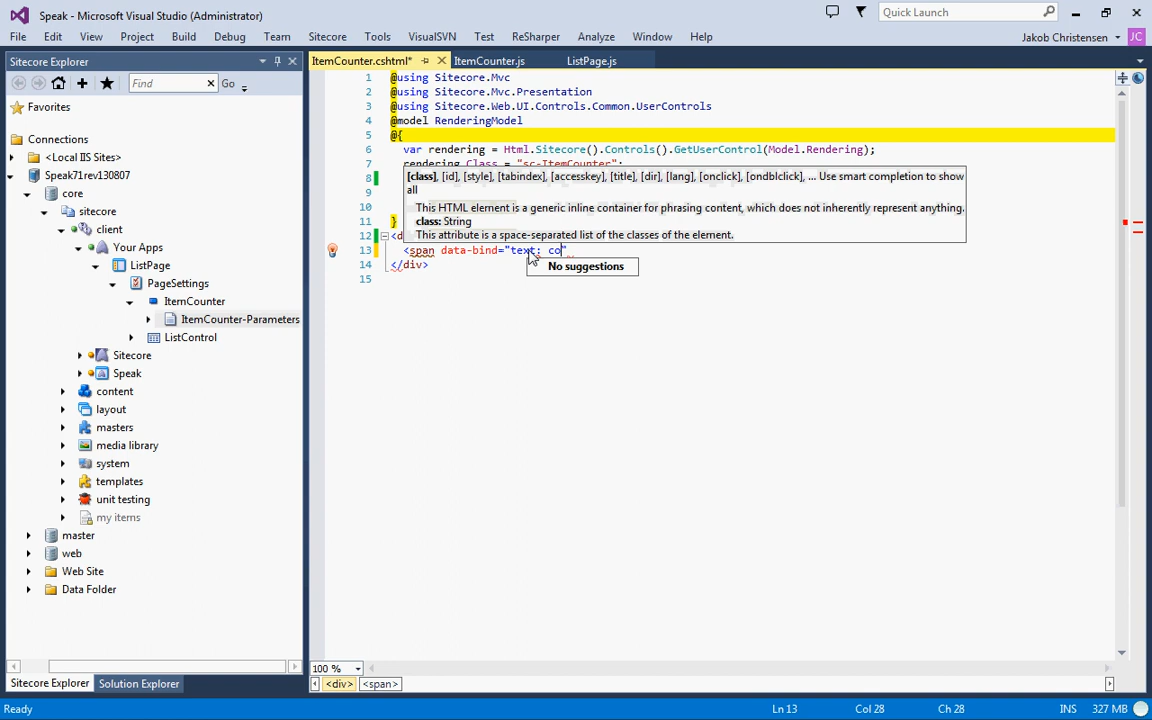 Speak - Microsoft Visual Studio (Administrator)
Quick Launch
File Edit View Project Build Debug Team Sitecore Tools VisualSVN Test ReSharper Analyze Window Help
Jakob Christensen JC
Sitecore Explorer
ItemCounter.cshtml* ItemCounter.js ListPage.js
Find Go
Favorites
Connections
<Local IIS Sites>
Speak71rev130807
core
sitecore
client
Your Apps
ListPage
PageSettings
ItemCounter
ItemCounter-Parameters
ListControl
Sitecore
Speak
content
layout
masters
media library
system
templates
unit testing
my items
master
web
Web Site
Data Folder
Sitecore Explorer Solution Explorer
1 @using Sitecore.Mvc
2 @using Sitecore.Mvc.Presentation
3 @using Sitecore.Web.UI.Controls.Common.UserControls
4 @model RenderingModel
5 @{
6 var rendering = Html.Sitecore().Controls().GetUserControl(Model.Rendering);
7 rendering.Class = "sc-ItemCounter";
8
9
10
11 }
12 <d
13 <span data-bind="text: co"
14 </div>
15
[class], [id], [style], [tabindex], [accesskey], [title], [dir], [lang], [onclick], [ondblclick], ... Use smart completion to show
all
This HTML element is a generic inline container for phrasing content, which does not inherently represent anything.
class: String
This attribute is a space-separated list of the classes of the element.
No suggestions
100 %
<div> <span>
Ready Ln 13 Col 28 Ch 28 INS 327 MB